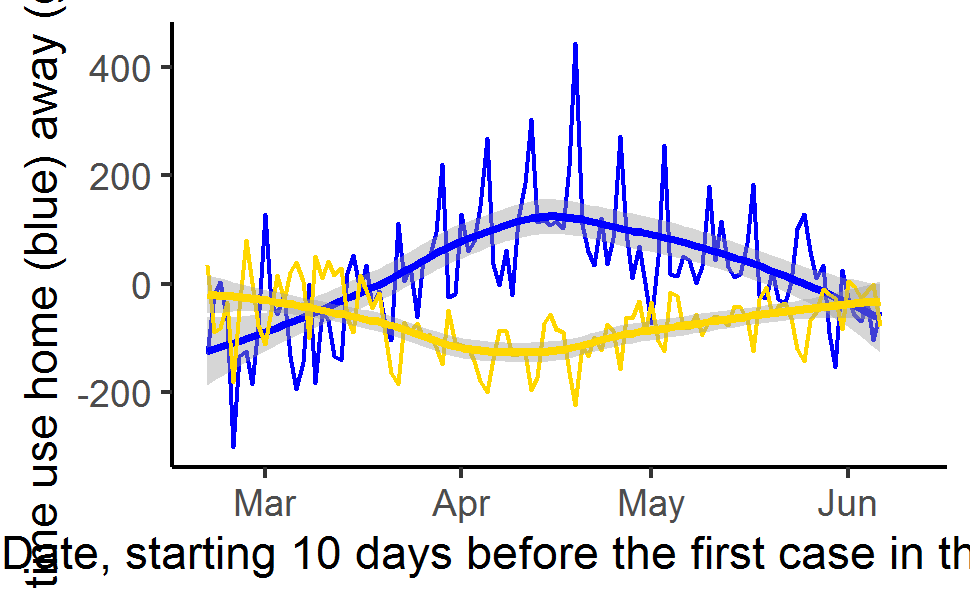 400
200
0
-200
time use home (blue) away (
Mar Apr May Jun
Date, starting 10 days before the first case in th